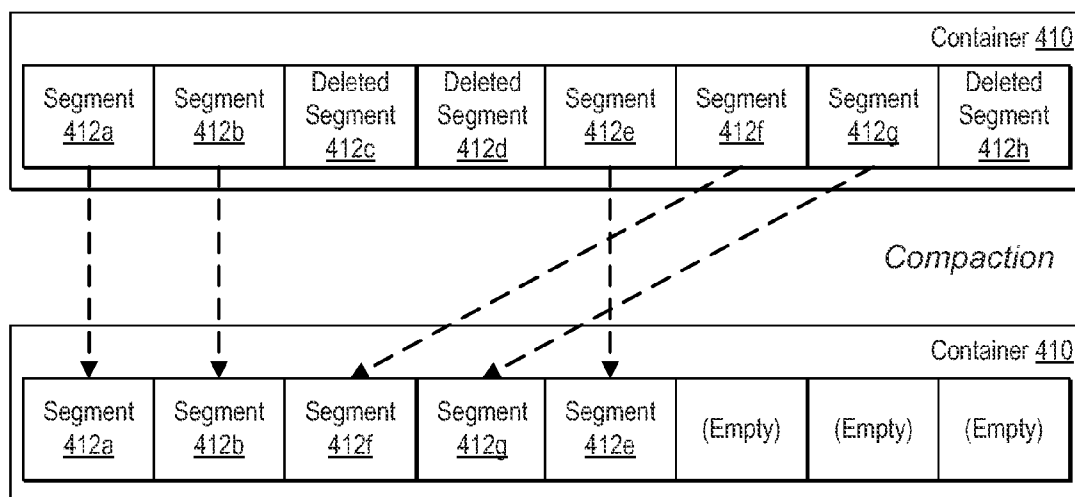 Container 410
Segment
412a
Segment
412b
Deleted
Segment
412c
Deleted
Segment
412d
Segment
412e
Segment
412f
Segment
412g
Deleted
Segment
412h
Compaction
Container 410
Segment
412a
Segment
412b
Segment
412f
Segment
412g
Segment
412e
(Empty)
(Empty)
(Empty)